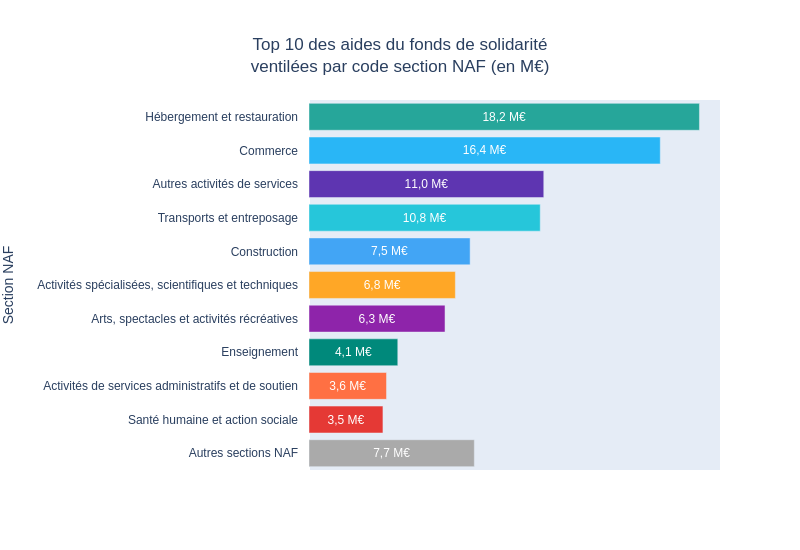 Top 10 des aides du fonds de solidarité
ventilées par code section NAF (en M€)
Section NAF
Hébergement et restauration 18,2 M€
Commerce 16,4 M€
Autres activités de services 11,0 M€
Transports et entreposage 10,8 M€
Construction 7,5 M€
Activités spécialisées, scientifiques et techniques 6,8 M€
Arts, spectacles et activités récréatives 6,3 M€
Enseignement 4,1 M€
Activités de services administratifs et de soutien 3,6 M€
Santé humaine et action sociale 3,5 M€
Autres sections NAF 7,7 M€